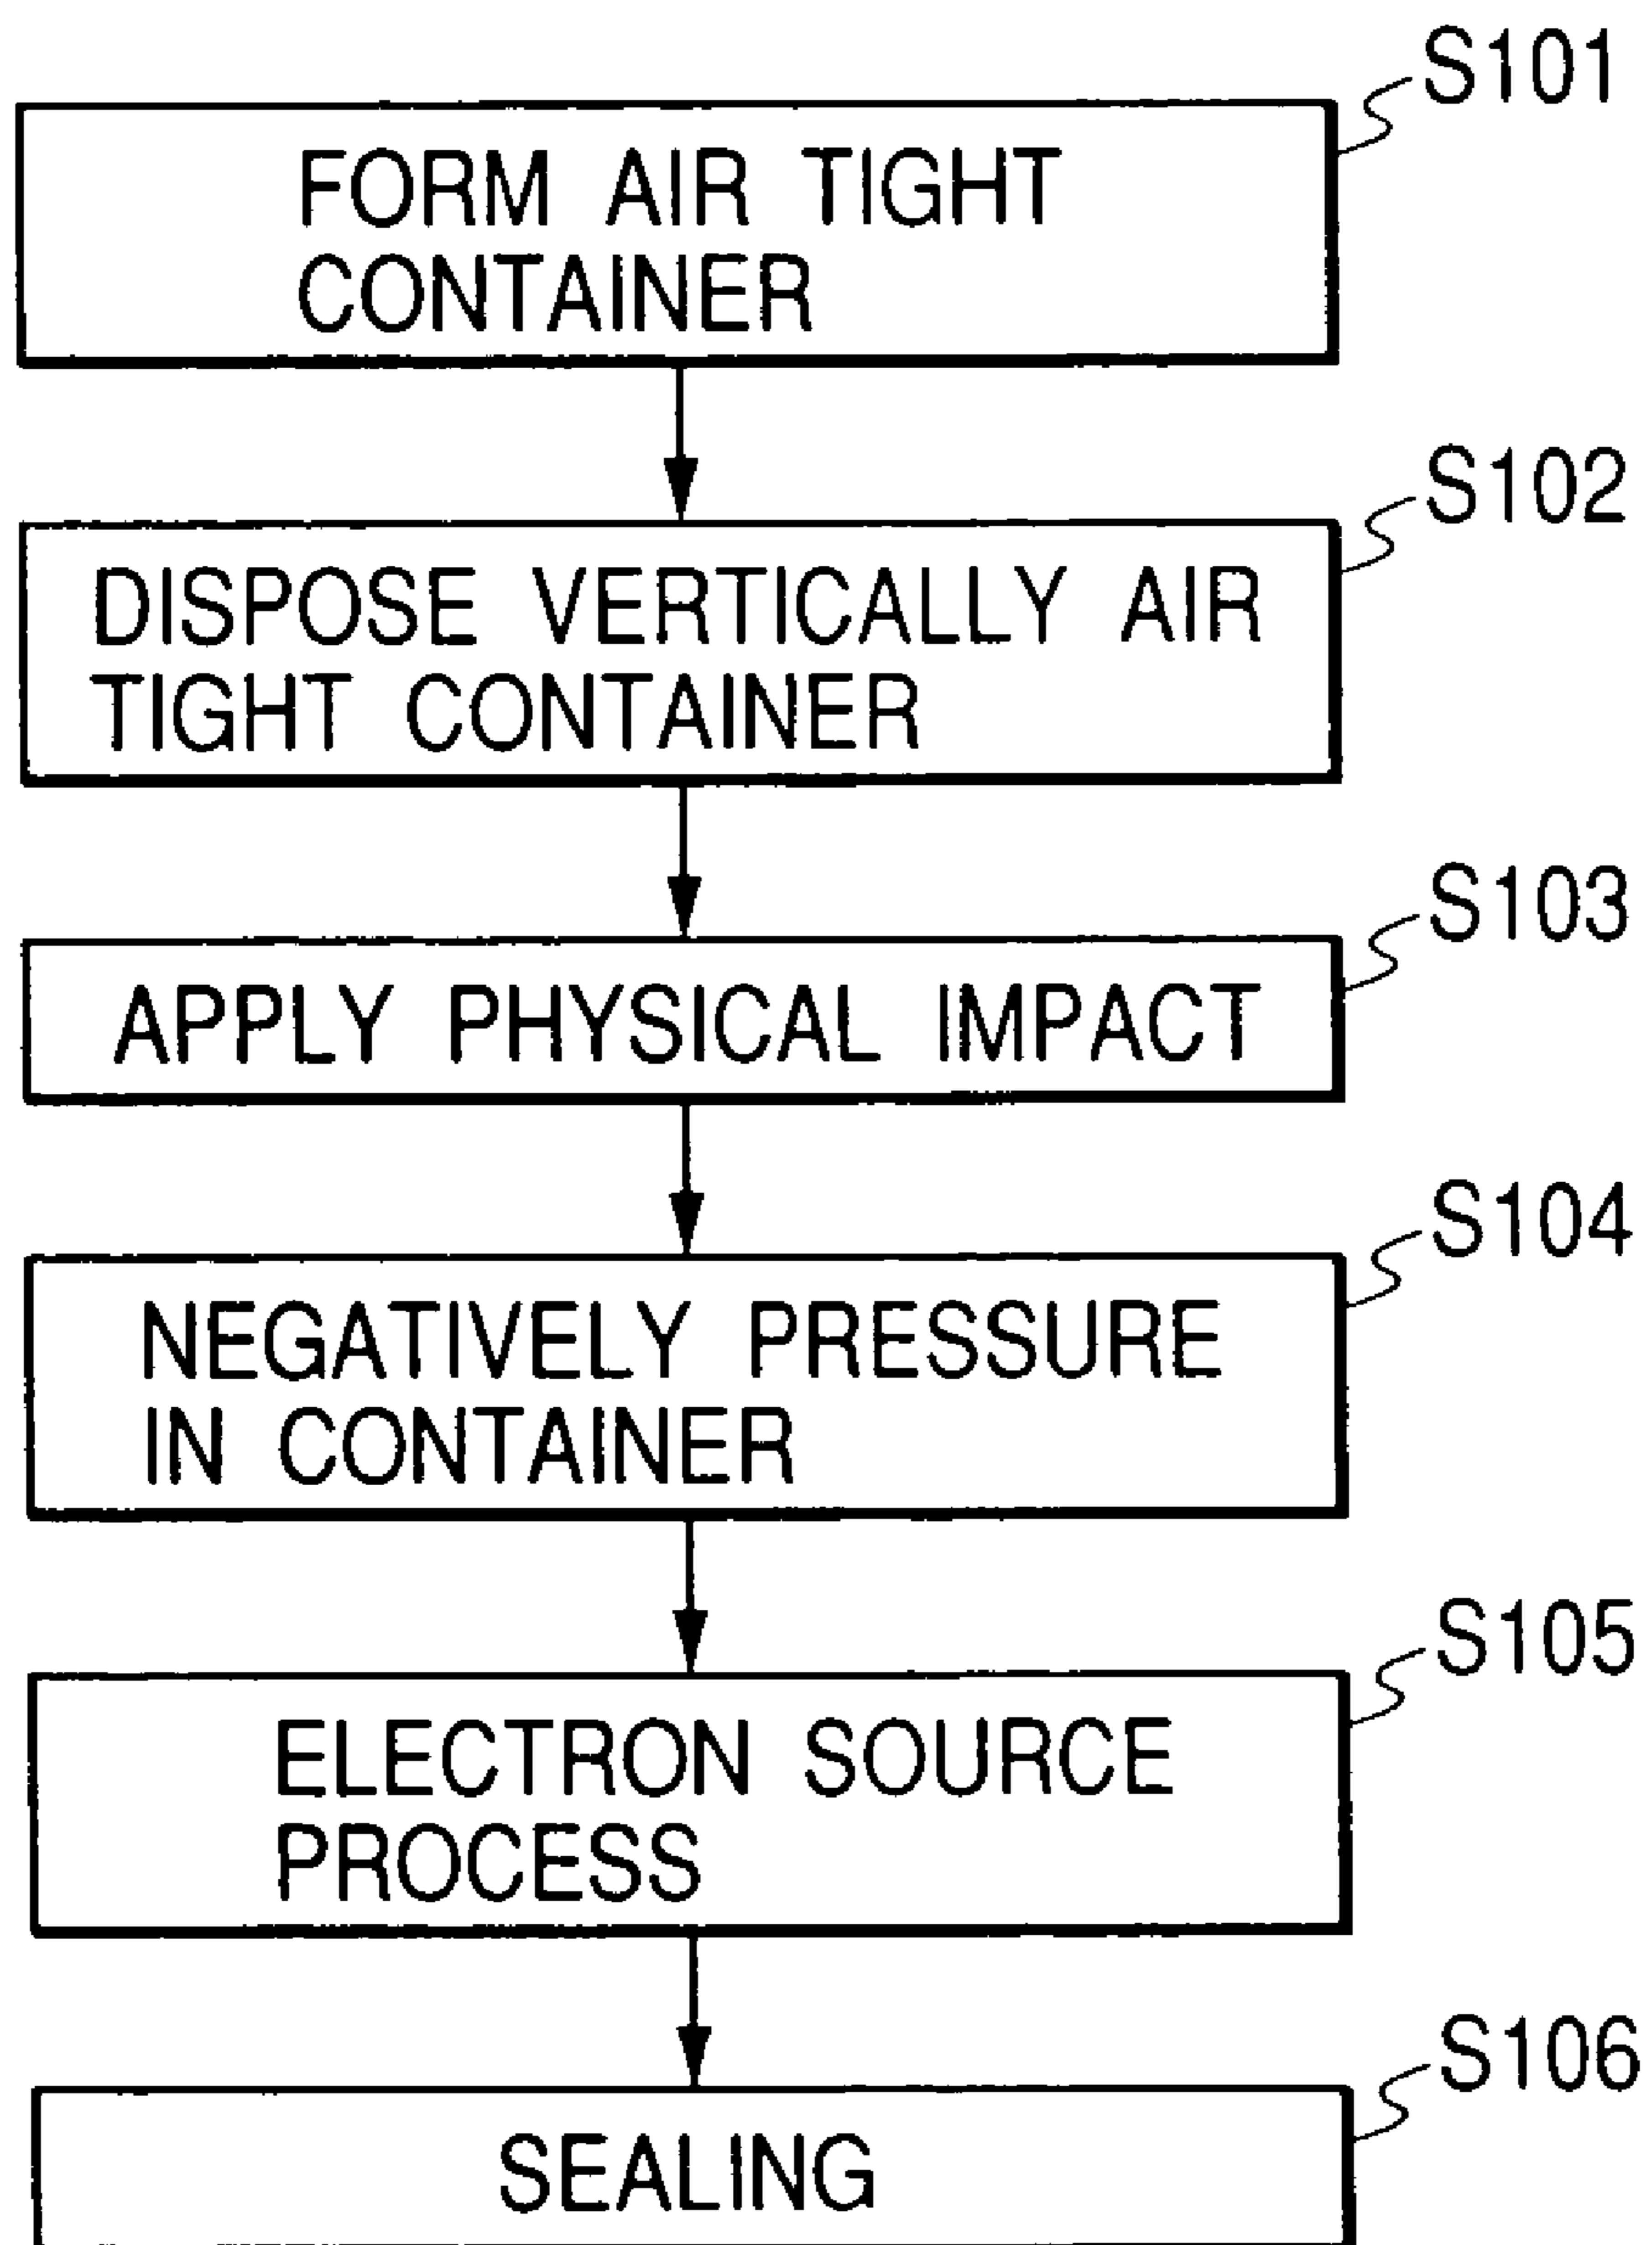 S101
FORM AIR TIGHT
CONTAINER
S102
DISPOSE VERTICALLY AIR
TIGHT CONTAINER
S103
APPLY PHYSICAL IMPACT
S104
NEGATIVELY PRESSURE
IN CONTAINER
S105
ELECTRON SOURCE
PROCESS
S106
SEALING